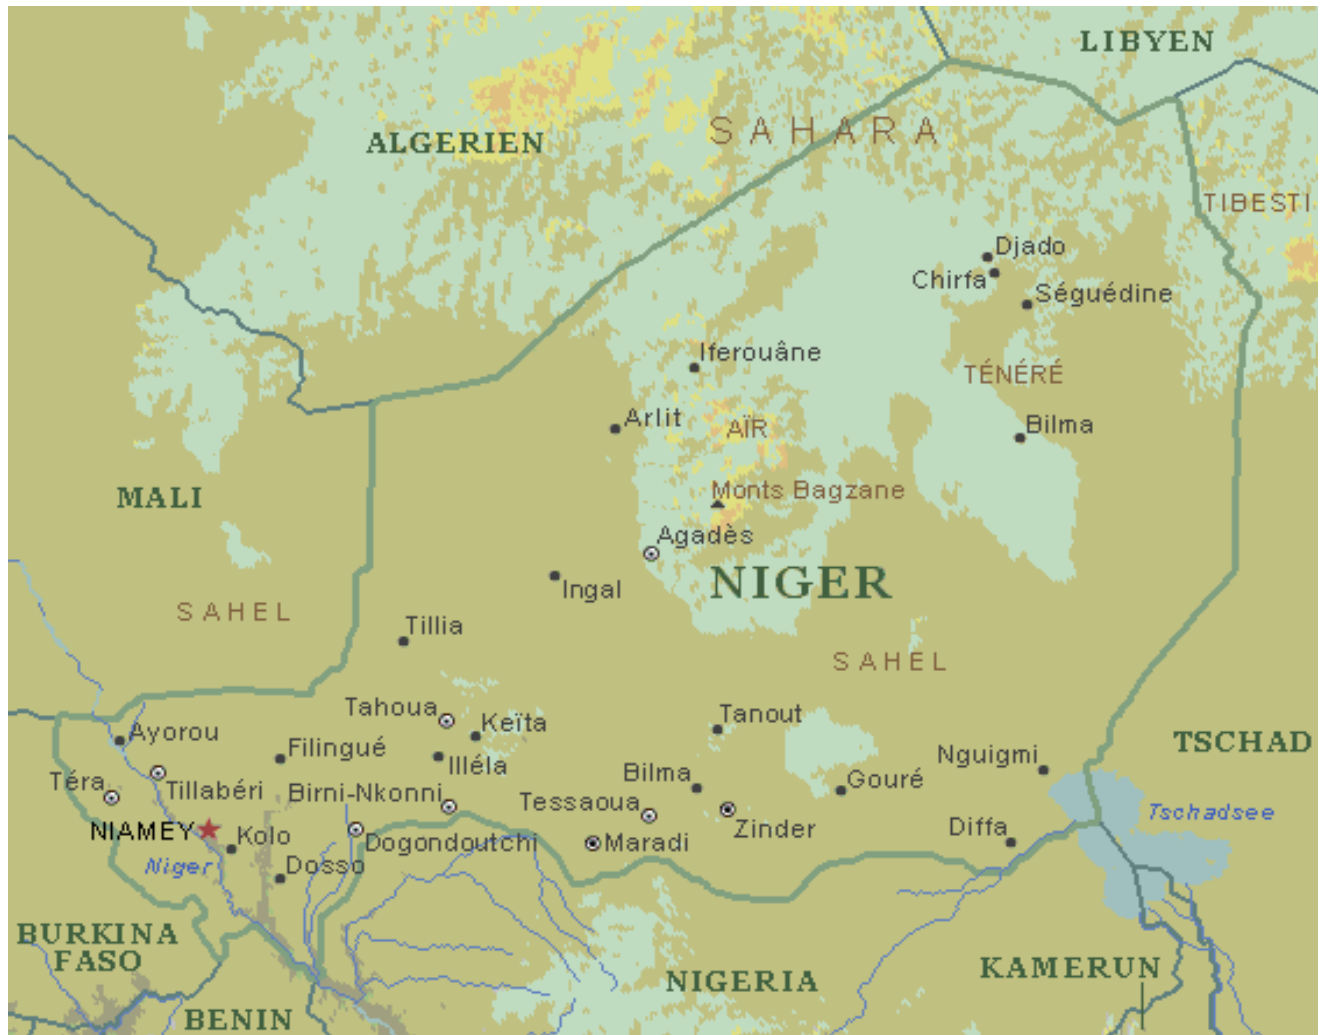 LIBYEN
SAHARA
ALGERIEN
TIBESTI
Djado
Chirfa
Séguédine
Iferouâne
TÉNÉRÉ
Arlit
AÏR
Bilma
MALI
Monts Bagzane
Agadès
NIGER
Ingal
SAHEL
Tillia
SAHEL
Tahoua
Keïta
Tanout
Ayorou
Filingué
Illéla
Nguigmi
TSCHAD
Téra
Tillabéri
Birni-Nkonni
Bilma
Gouré
Tessaoua
Zinder
Tschadsee
NIAMEY
Kolo
Dogondoutchi
Maradi
Diffa
Niger
Dosso
BURKINA
FASO
NIGERIA
KAMERUN
BENIN